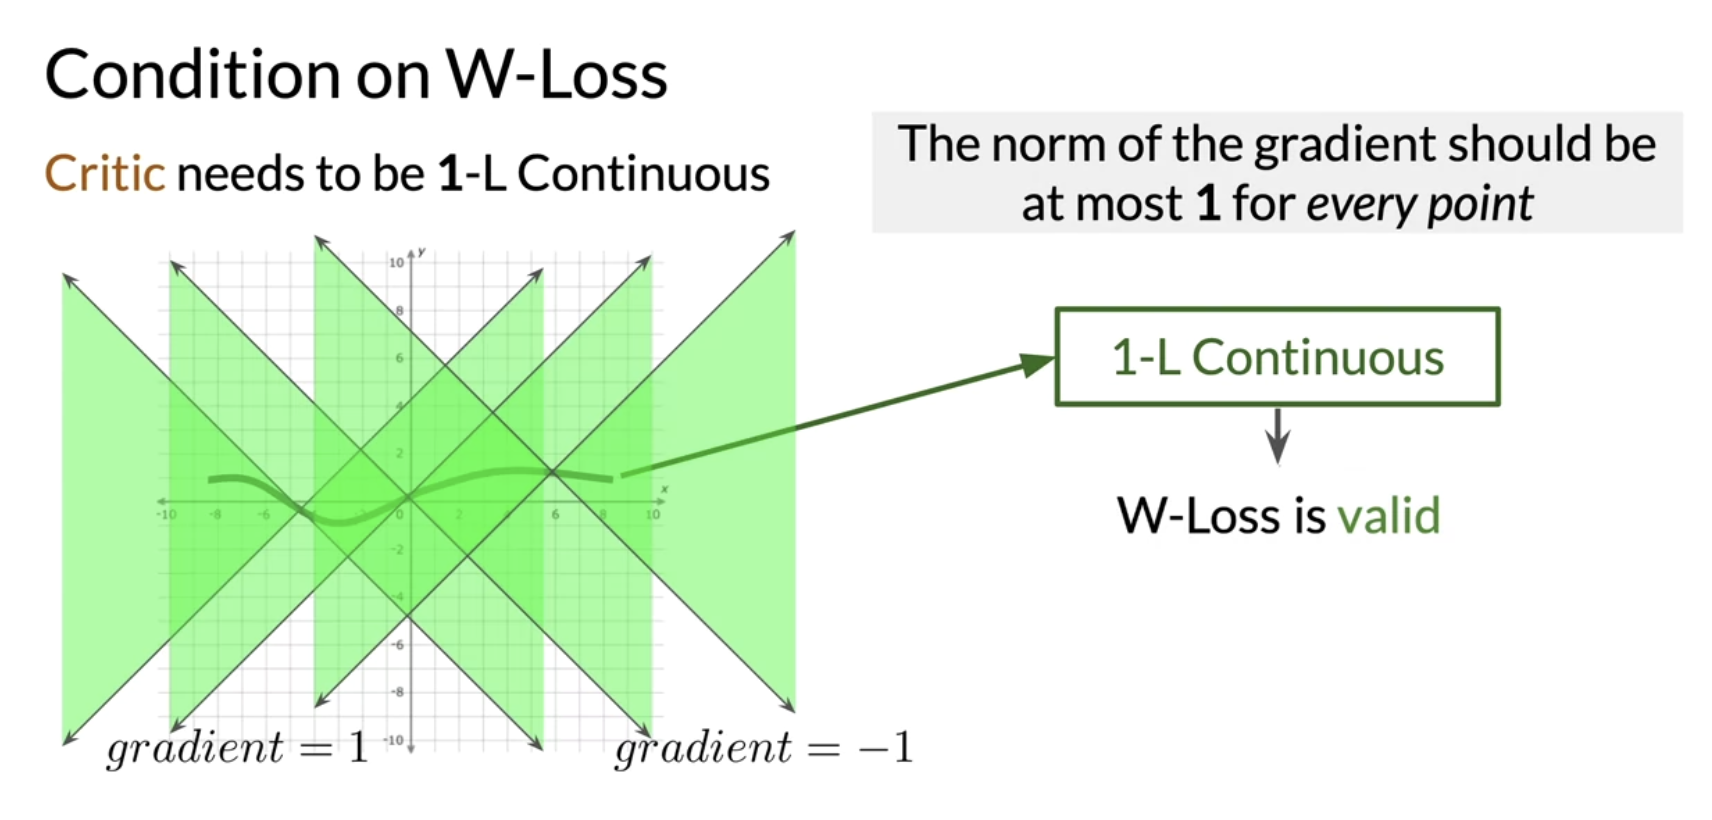 Condition on W-Loss
Critic needs to be 1-L Continuous
The norm of the gradient should be
at most 1 for every point
y
10
8
6
4
2
x
-10 -8 -6 0 2 6 8 10
-2
-4
-6
-8
-10
gradient = 1
gradient = −1
1-L Continuous
W-Loss is valid